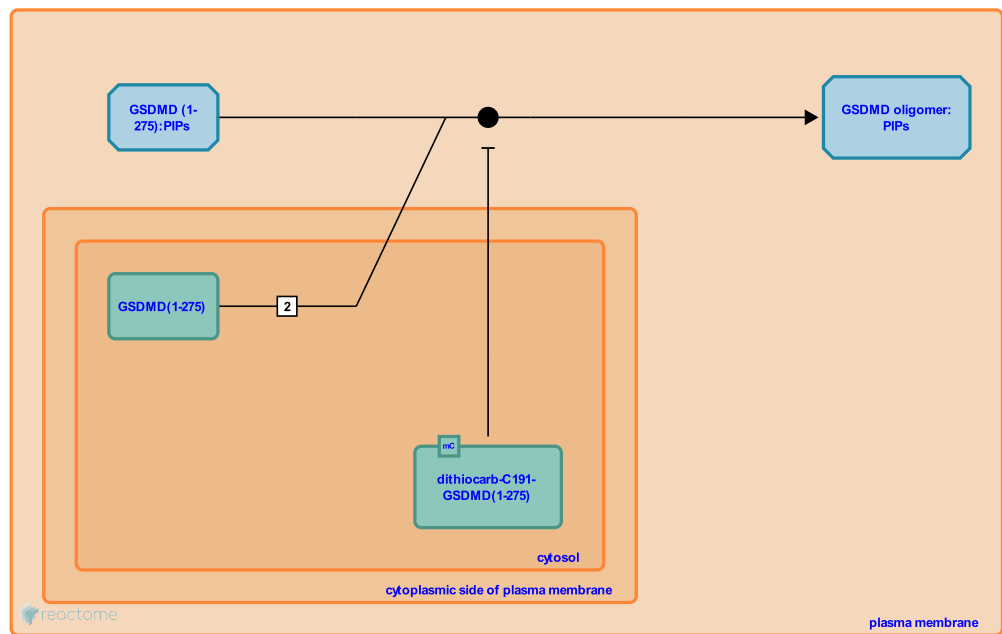 GSDMD (1-
275):PIPs
GSDMD oligomer:
PIPs
GSDMD(1-275)
2
mC
dithiocarb-C191-
GSDMD(1-275)
cytosol
cytoplasmic side of plasma membrane
reactome
plasma membrane